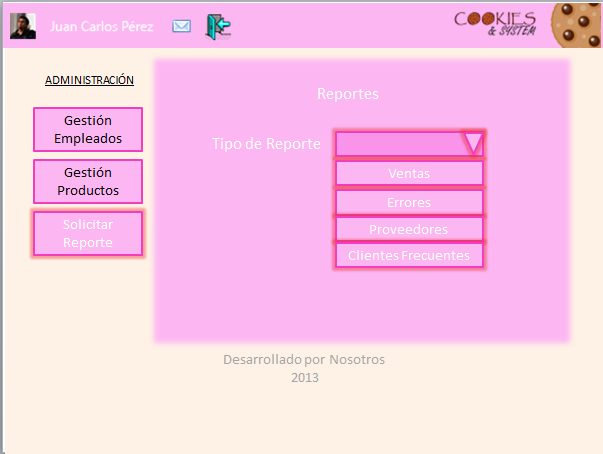 Juan Carlos Pérez
COOKIES
& SYSTEM
ADMINISTRACIÓN
Gestión
Empleados
Gestión
Productos
Solicitar
Reporte
Reportes
Tipo de Reporte
Ventas
Errores
Proveedores
Clientes Frecuentes
Desarrollado por Nosotros
2013